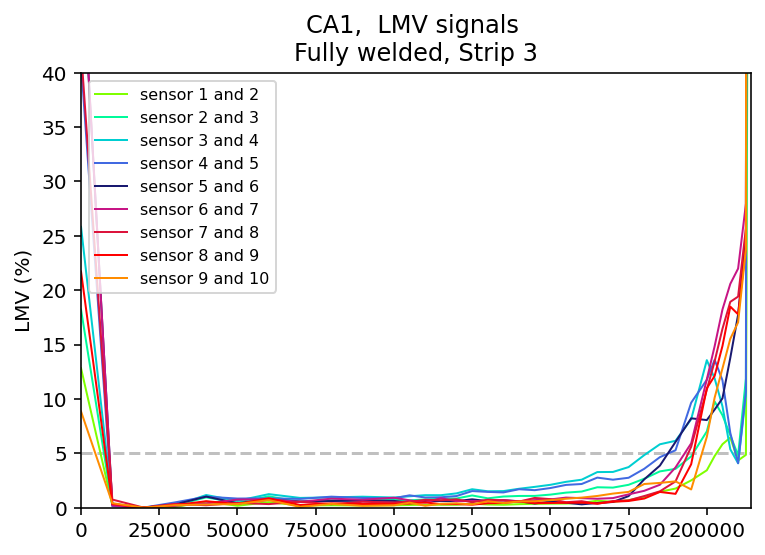 CA1,  LMV signals
Fully welded, Strip 3
LMV (%)
40
35
30
25
20
15
10
5
0
sensor 1 and 2
sensor 2 and 3
sensor 3 and 4
sensor 4 and 5
sensor 5 and 6
sensor 6 and 7
sensor 7 and 8
sensor 8 and 9
sensor 9 and 10
0 25000 50000 75000 100000 125000 150000 175000 200000